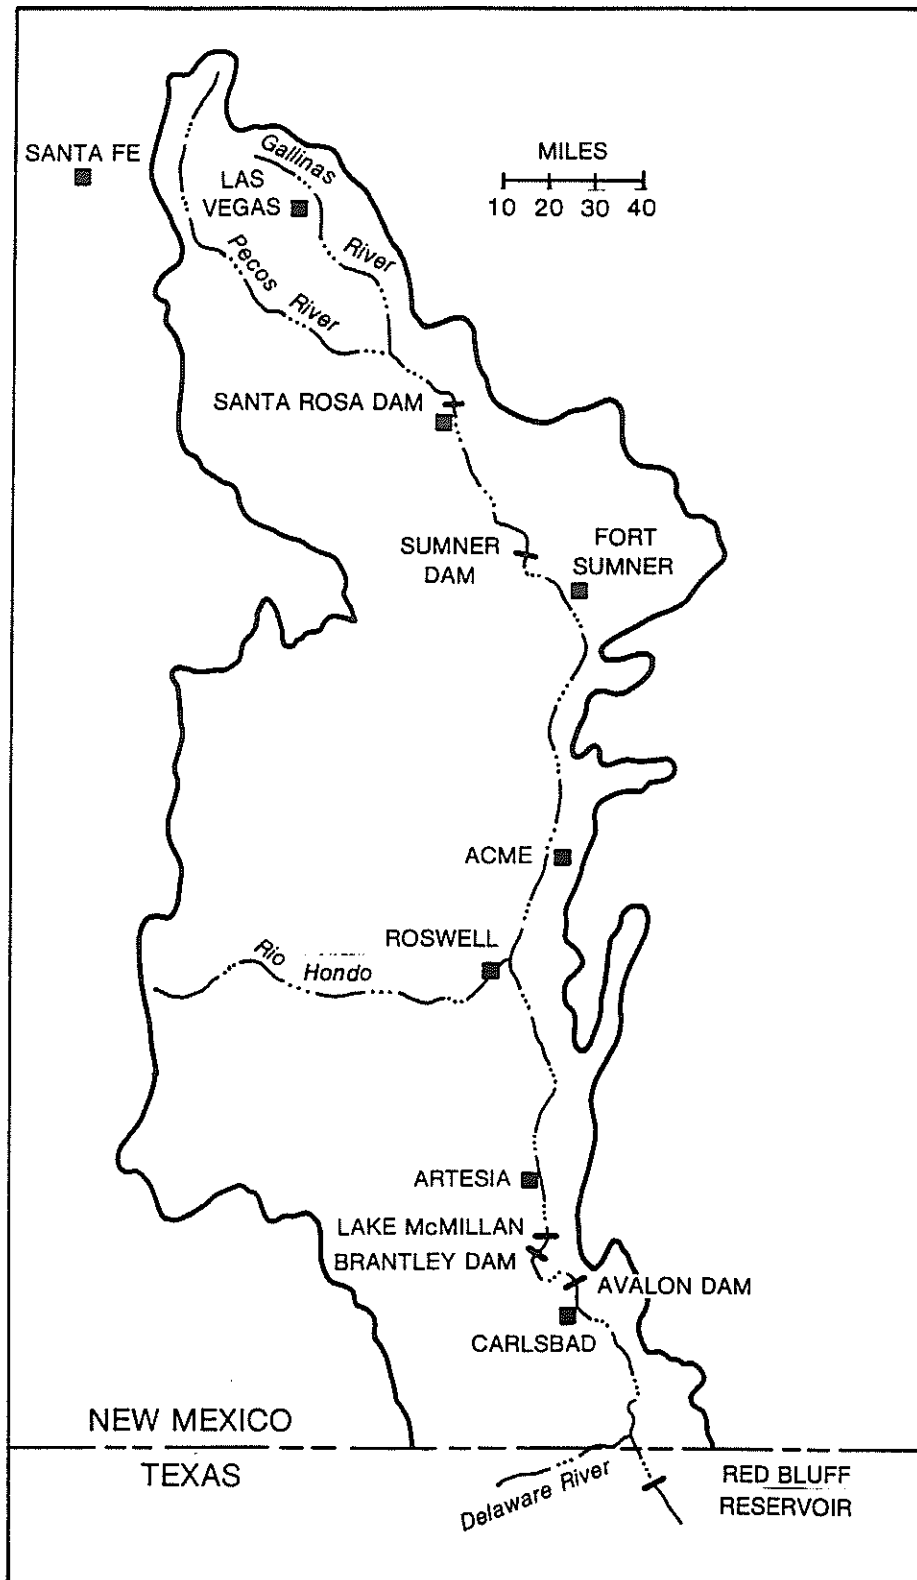 SANTA FE
Gallinas
River
LAS
VEGAS
MILES
10 20 30 40
Pecos
River
SANTA ROSA DAM
SUMNER
DAM
FORT
SUMNER
ACME
ROSWELL
Rio
Hondo
ARTESIA
LAKE McMILLAN
BRANTLEY DAM
AVALON DAM
CARLSBAD
NEW MEXICO
TEXAS
Delaware River
RED BLUFF
RESERVOIR